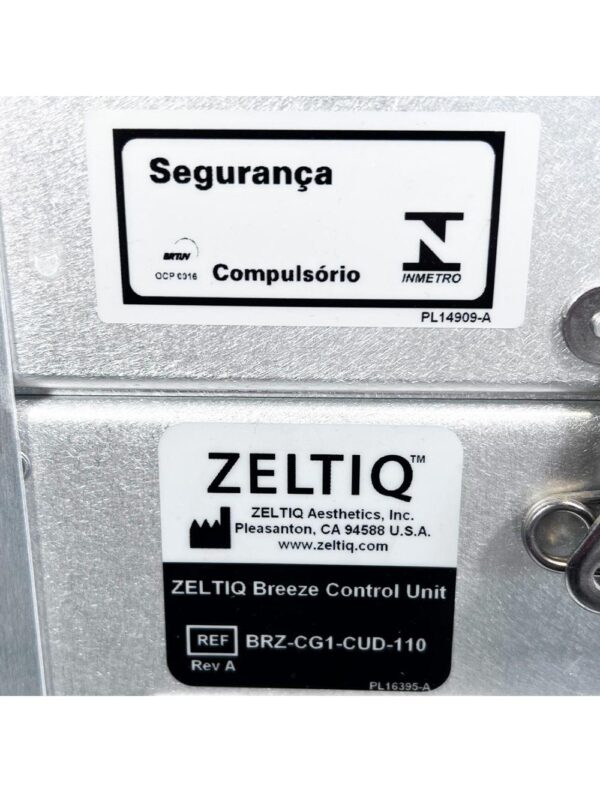 Segurança
BRTUV
OCP 0016
Compulsório
INMETRO
PL14909-A
ZELTIQ™
ZELTIQ Aesthetics, Inc.
Pleasanton, CA 94588 U.S.A.
www.zeltiq.com
ZELTIQ Breeze Control Unit
REF BRZ-CG1-CUD-110
Rev A
PL16395-A